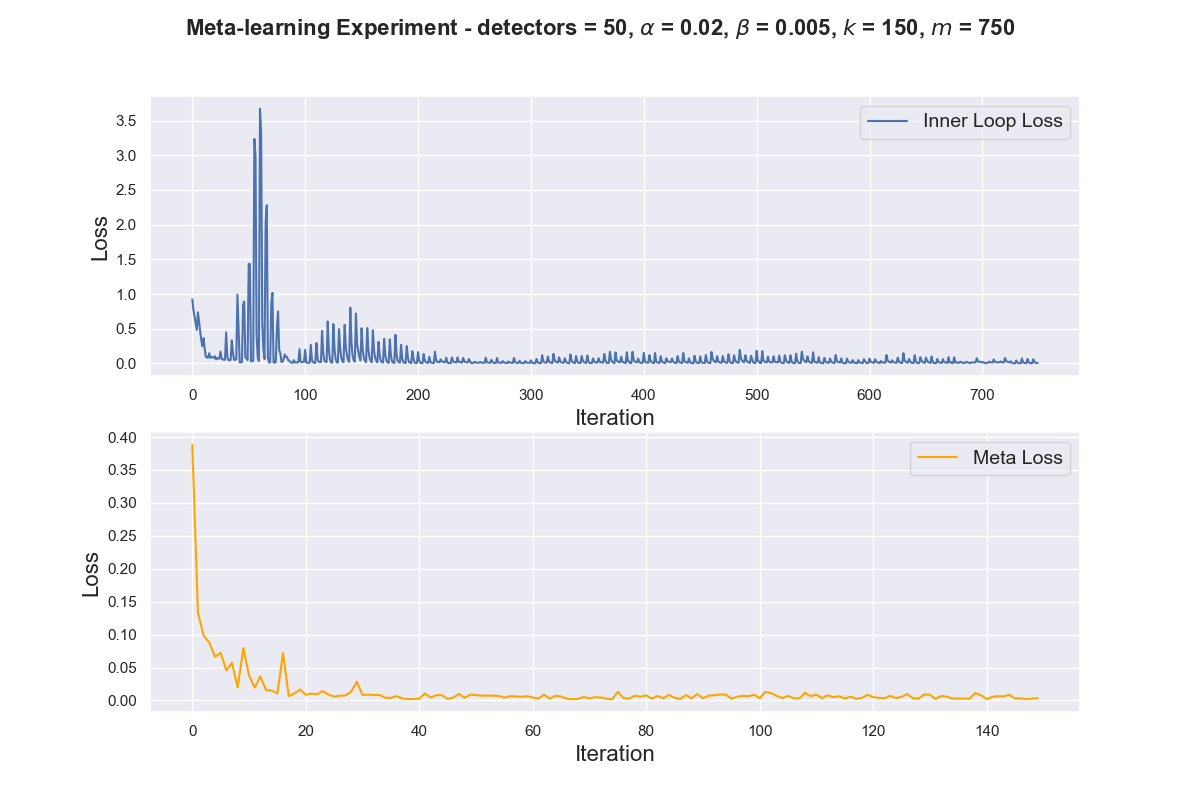 Meta-learning Experiment - detectors = 50, α = 0.02, β = 0.005, k = 150, m = 750
Inner Loop Loss
3.5
3.0
2.5
2.0
1.5
1.0
0.5
0.0
Loss
0 100 200 300 400 500 600 700
Iteration
Meta Loss
0.40
0.35
0.30
0.25
0.20
0.15
0.10
0.05
0.00
Loss
0 20 40 60 80 100 120 140
Iteration